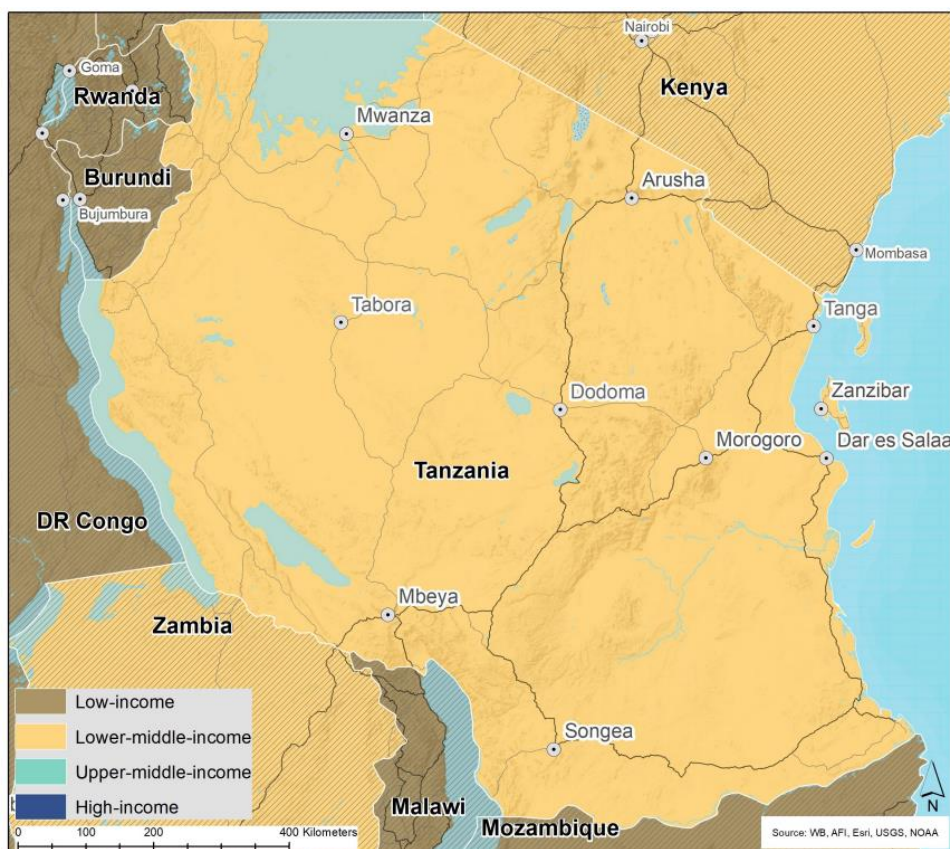 Nairobi
Goma
Rwanda
Kenya
Mwanza
Burundi
Arusha
Bujumbura
Mombasa
Tabora
Tanga
Dodoma
Zanzibar
Morogoro
Dar es Salaa
Tanzania
DR Congo
Mbeya
Zambia
Low-income
Lower-middle-income
Upper-middle-income
High-income
Songea
Malawi
Mozambique
0 100 200 400 Kilometers
N
Source: WB, AFI, Esri, USGS, NOAA